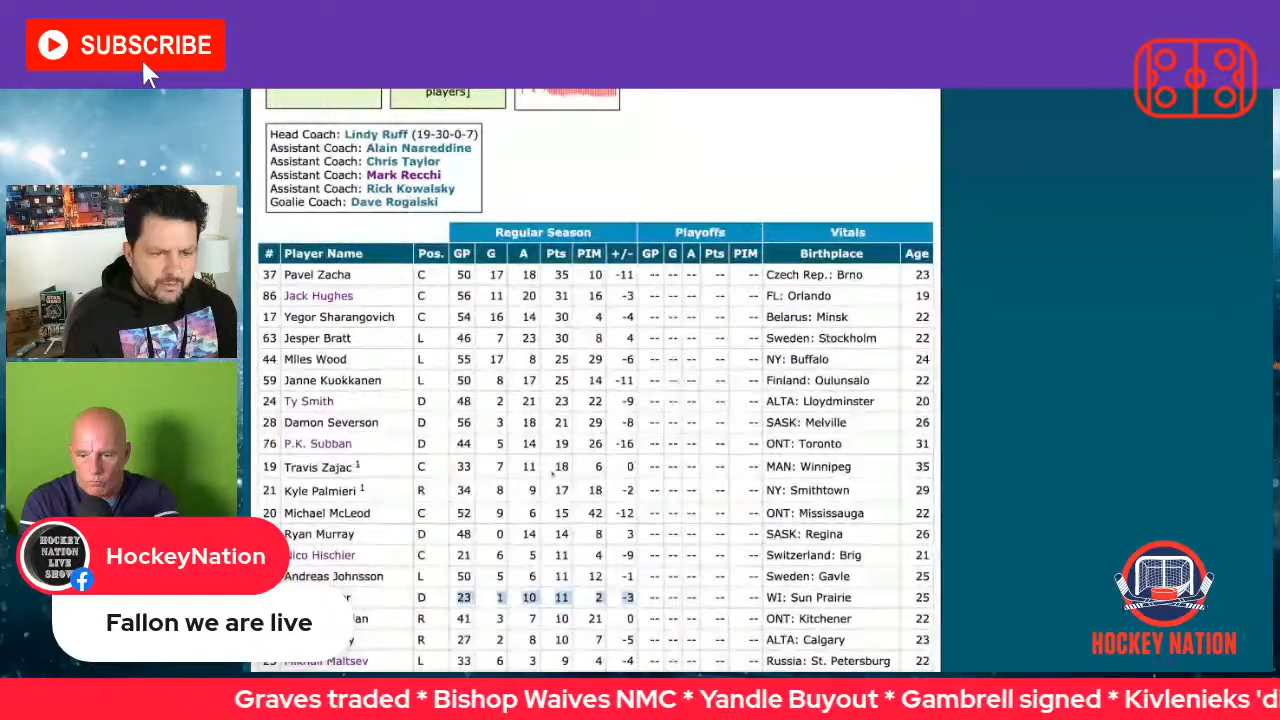 SUBSCRIBE
players]
Head Coach: Lindy Ruff (19-30-0-7)
Assistant Coach: Alain Nasreddine
Assistant Coach: Chris Taylor
Assistant Coach: Mark Recchi
Assistant Coach: Rick Kowalsky
Goalie Coach: Dave Rogalski
Regular Season Playoffs Vitals
# Player Name Pos. GP G A Pts PIM +/- GP G A Pts PIM Birthplace Age
37 Pavel Zacha C 50 17 18 35 10 -11 -- -- -- -- -- Czech Rep.: Brno 23
86 Jack Hughes C 56 11 20 31 16 -3 -- -- -- -- -- FL: Orlando 19
17 Yegor Sharangovich C 54 16 14 30 4 -4 -- -- -- -- -- Belarus: Minsk 22
63 Jesper Bratt L 46 7 23 30 8 4 -- -- -- -- -- Sweden: Stockholm 22
44 Miles Wood L 55 17 8 25 29 -6 -- -- -- -- -- NY: Buffalo 24
59 Janne Kuokkanen L 50 8 17 25 14 -11 -- -- -- -- -- Finland: Oulunsalo 22
24 Ty Smith D 48 2 21 23 22 -9 -- -- -- -- -- ALTA: Lloydminster 20
28 Damon Severson D 56 3 18 21 29 -8 -- -- -- -- -- SASK: Melville 26
76 P.K. Subban D 44 5 14 19 26 -16 -- -- -- -- -- ONT: Toronto 31
19 Travis Zajac 1 C 33 7 11 18 6 0 -- -- -- -- -- MAN: Winnipeg 35
21 Kyle Palmieri 1 R 34 8 9 17 18 -2 -- -- -- -- -- NY: Smithtown 29
20 Michael McLeod C 52 9 6 15 42 -12 -- -- -- -- -- ONT: Mississauga 22
Ryan Murray D 48 0 14 14 8 3 -- -- -- -- -- SASK: Regina 26
Nico Hischier C 21 6 5 11 4 -9 -- -- -- -- -- Switzerland: Brig 21
Andreas Johnsson L 50 5 6 11 12 -1 -- -- -- -- -- Sweden: Gavle 25
D 23 1 10 11 2 -3 -- -- -- -- -- WI: Sun Prairie 25
R 41 3 7 10 21 0 -- -- -- -- -- ONT: Kitchener 22
R 27 2 8 10 7 -5 -- -- -- -- -- ALTA: Calgary 23
25 Mikhail Maltsev L 33 6 3 9 4 -4 -- -- -- -- -- Russia: St. Petersburg 22
HOCKEY NATION LIVE SHOW
HockeyNation
Fallon we are live
HOCKEY NATION
Graves traded * Bishop Waives NMC * Yandle Buyout * Gambrell signed * Kivlenieks 'd